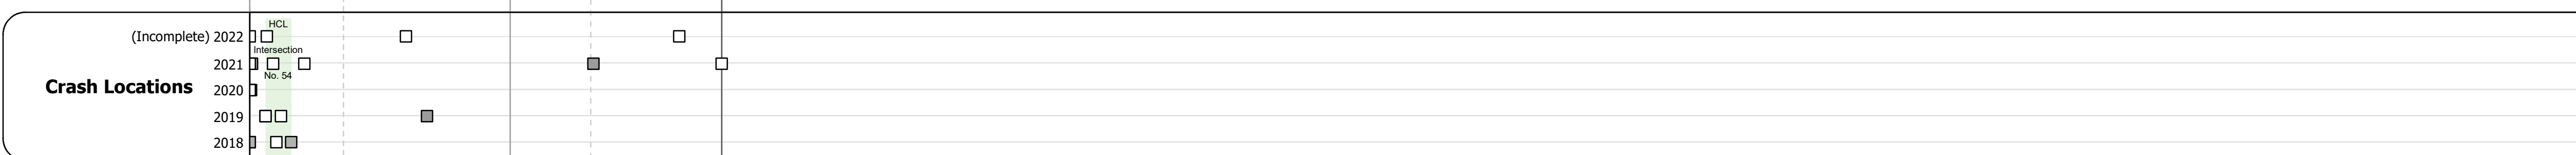 HCL
(Incomplete) 2022
Intersection
2021
No. 54
Crash Locations
2020
2019
2018